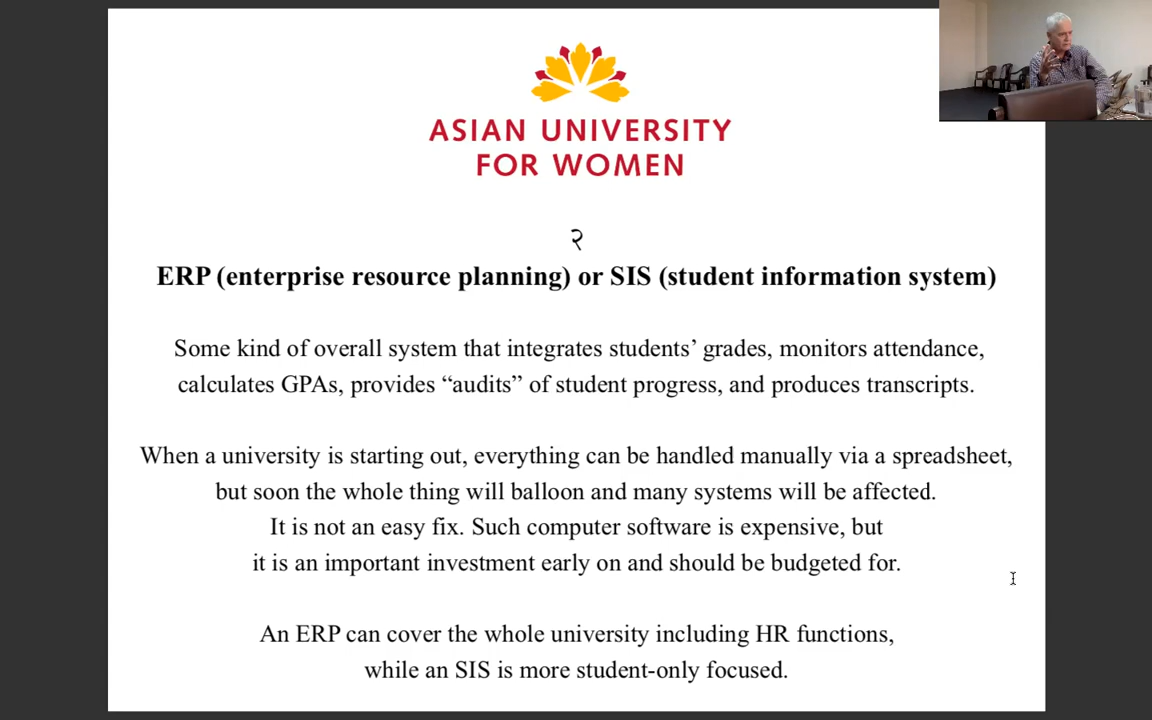 ASIAN UNIVERSITY
FOR WOMEN
२
ERP (enterprise resource planning) or SIS (student information system)
Some kind of overall system that integrates students’ grades, monitors attendance,
calculates GPAs, provides “audits” of student progress, and produces transcripts.
When a university is starting out, everything can be handled manually via a spreadsheet,
but soon the whole thing will balloon and many systems will be affected.
It is not an easy fix. Such computer software is expensive, but
it is an important investment early on and should be budgeted for.
An ERP can cover the whole university including HR functions,
while an SIS is more student-only focused.